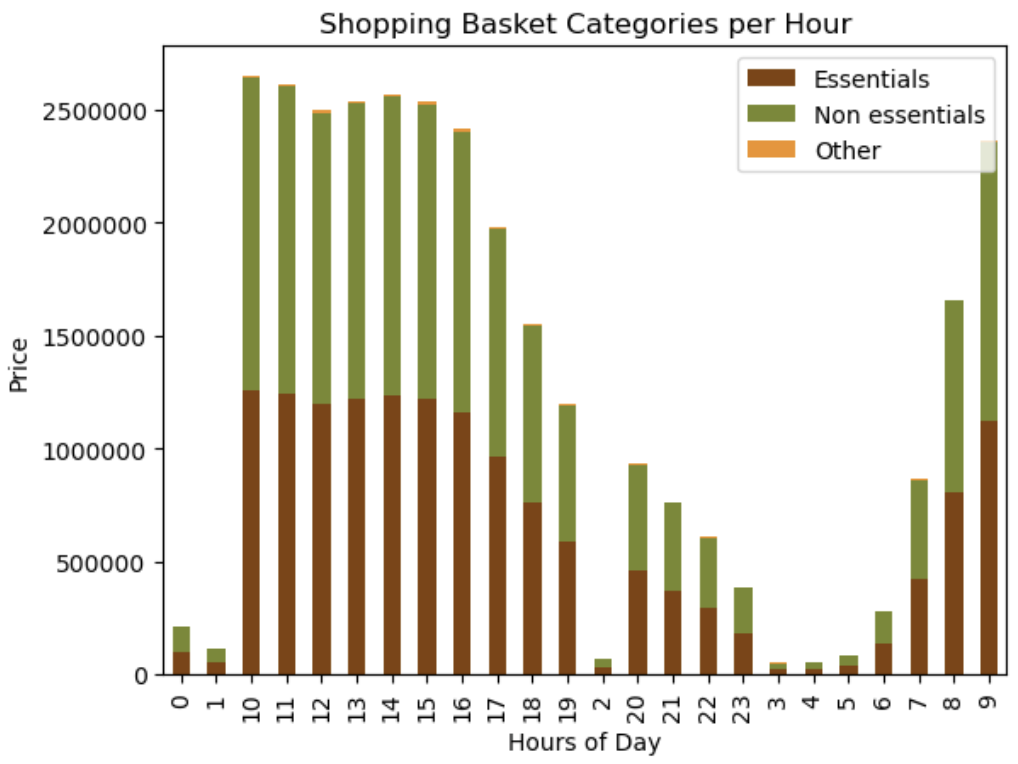 Shopping Basket Categories per Hour
Essentials
Non essentials
Other
2500000
2000000
1500000
1000000
500000
0
Price
0 1 10 11 12 13 14 15 16 17 18 19 2 20 21 22 23 3 4 5 6 7 8 9
Hours of Day